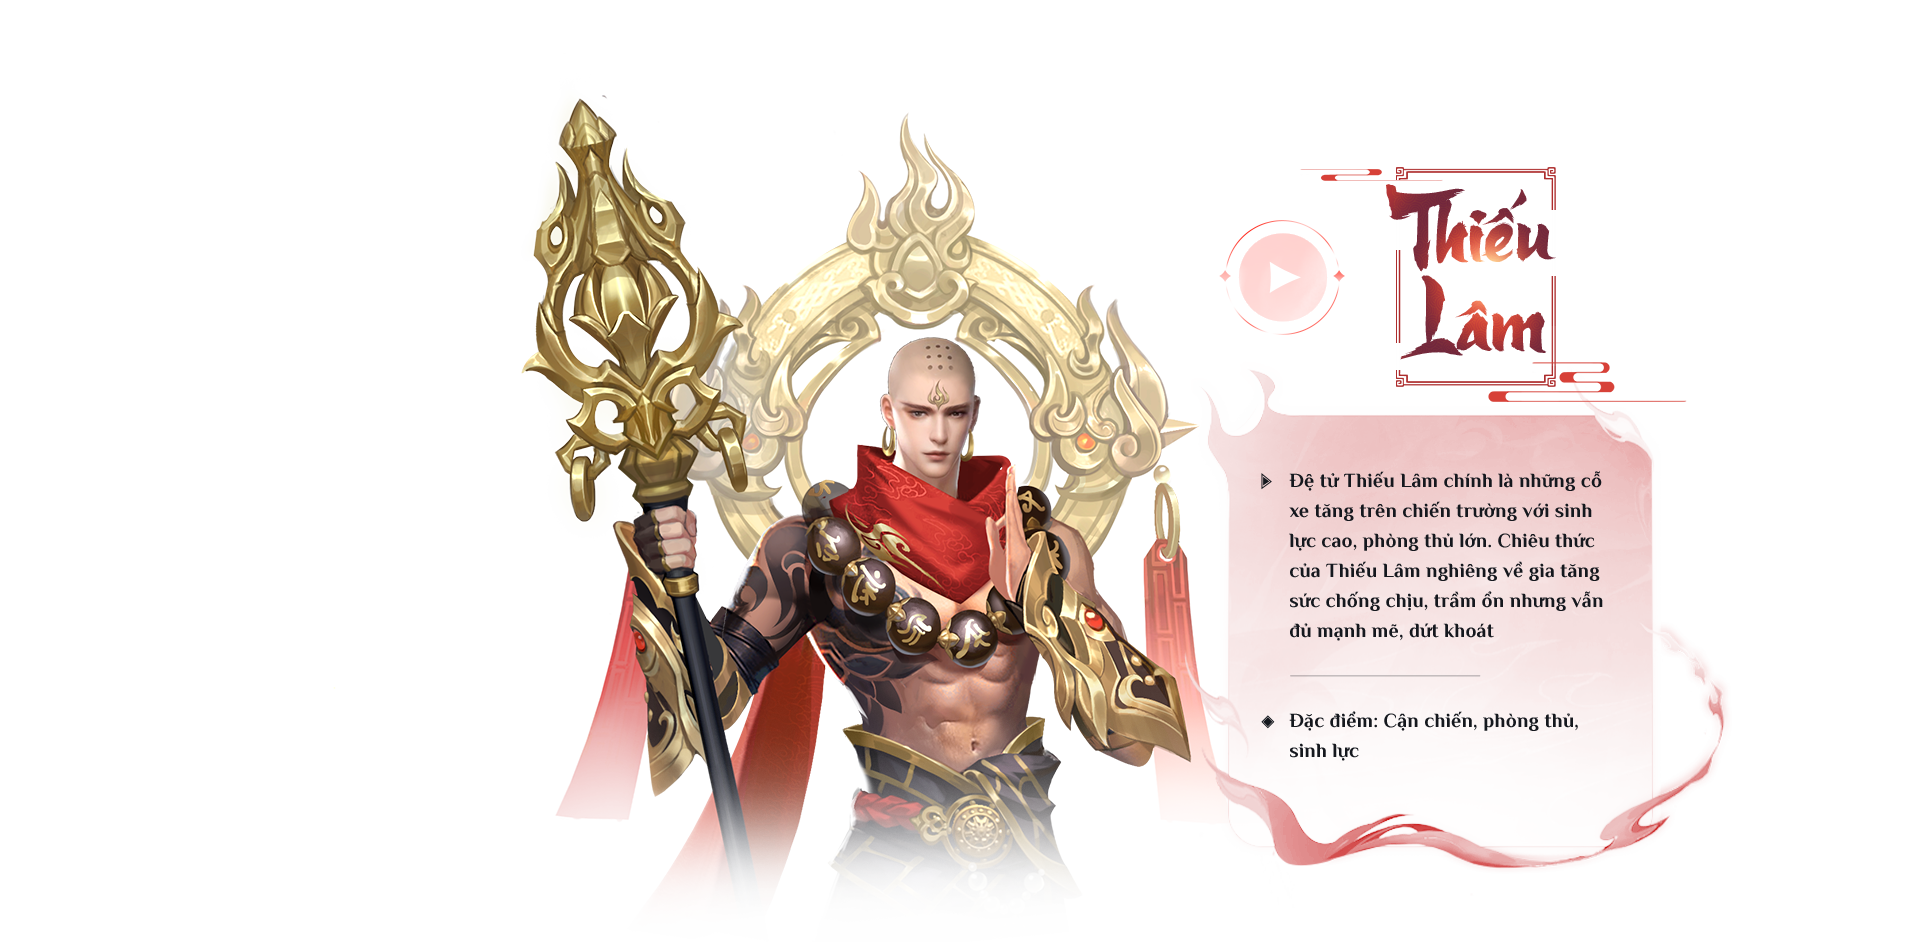 Thiếu
Lâm
Đệ tử Thiếu Lâm chính là những cỗ
xe tăng trên chiến trường với sinh
lực cao, phòng thủ lớn. Chiêu thức
của Thiếu Lâm nghiêng về gia tăng
sức chống chịu, trầm ổn nhưng vẫn
đủ mạnh mẽ, dứt khoát
Đặc điểm: Cận chiến, phòng thủ,
sinh lực